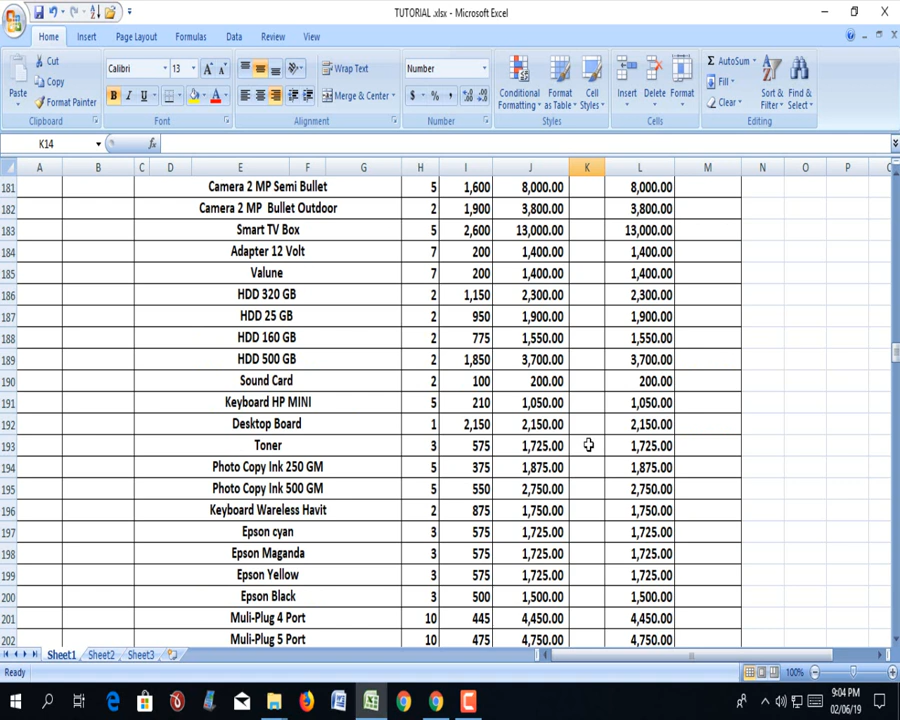 TUTORIAL .xlsx - Microsoft Excel
Home Insert Page Layout Formulas Data Review View
Cut
Copy
Format Painter
Paste
Clipboard
Calibri 13
B I U
Font
Wrap Text
Merge & Center
Alignment
Number
$ % ,
Number
Conditional Formatting
Format as Table
Cell Styles
Styles
Insert Delete Format
Cells
AutoSum
Fill
Clear
Sort & Filter
Find & Select
Editing
K14 fx
A B C D E F G H I J K L M N O P
181 Camera 2 MP Semi Bullet 5 1,600 8,000.00 8,000.00
182 Camera 2 MP Bullet Outdoor 2 1,900 3,800.00 3,800.00
183 Smart TV Box 5 2,600 13,000.00 13,000.00
184 Adapter 12 Volt 7 200 1,400.00 1,400.00
185 Valune 7 200 1,400.00 1,400.00
186 HDD 320 GB 2 1,150 2,300.00 2,300.00
187 HDD 25 GB 2 950 1,900.00 1,900.00
188 HDD 160 GB 2 775 1,550.00 1,550.00
189 HDD 500 GB 2 1,850 3,700.00 3,700.00
190 Sound Card 2 100 200.00 200.00
191 Keyboard HP MINI 5 210 1,050.00 1,050.00
192 Desktop Board 1 2,150 2,150.00 2,150.00
193 Toner 3 575 1,725.00 1,725.00
194 Photo Copy Ink 250 GM 5 375 1,875.00 1,875.00
195 Photo Copy Ink 500 GM 5 550 2,750.00 2,750.00
196 Keyboard Wareless Havit 2 875 1,750.00 1,750.00
197 Epson cyan 3 575 1,725.00 1,725.00
198 Epson Maganda 3 575 1,725.00 1,725.00
199 Epson Yellow 3 575 1,725.00 1,725.00
200 Epson Black 3 500 1,500.00 1,500.00
201 Muli-Plug 4 Port 10 445 4,450.00 4,450.00
202 Muli-Plug 5 Port 10 475 4,750.00 4,750.00
Sheet1 Sheet2 Sheet3
Ready 100%
9:04 PM
02/06/19